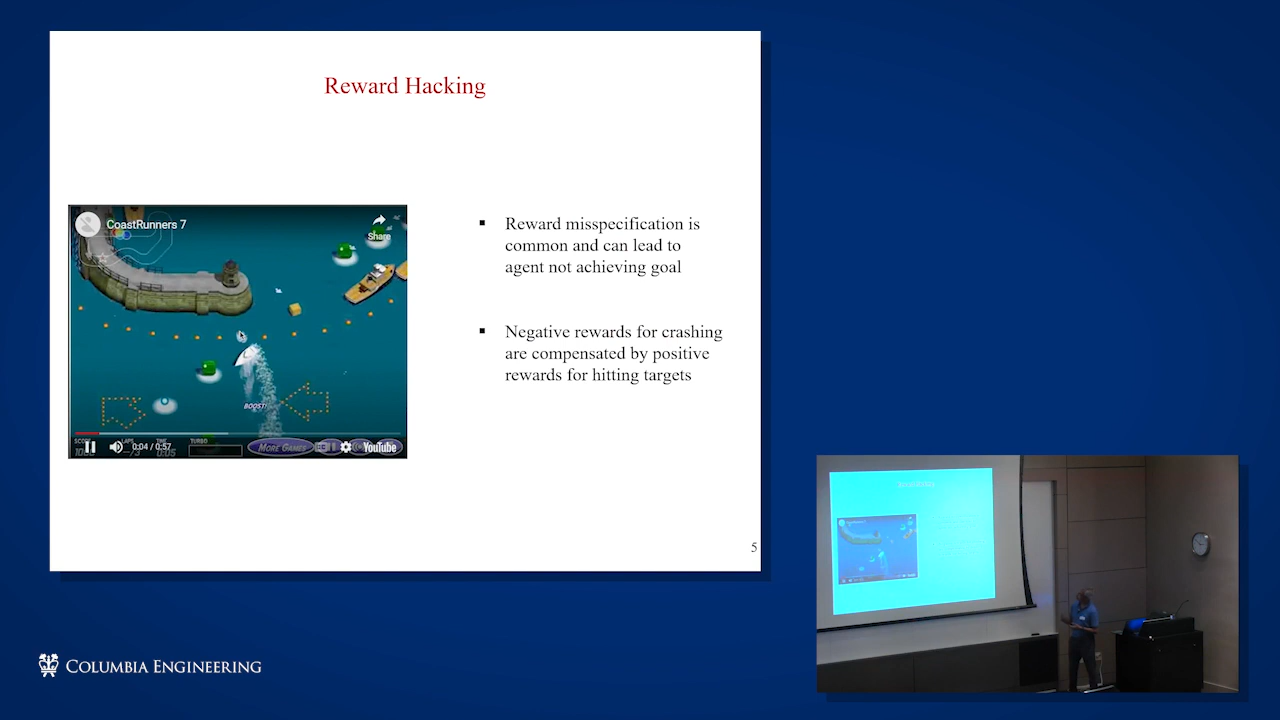 Reward Hacking
CoastRunners 7
Share
Reward misspecification is
common and can lead to
agent not achieving goal
Negative rewards for crashing
are compensated by positive
rewards for hitting targets
BOOST!
TURBO
0:04 / 0:57
MORE GAMES
YouTube
5
COLUMBIA ENGINEERING